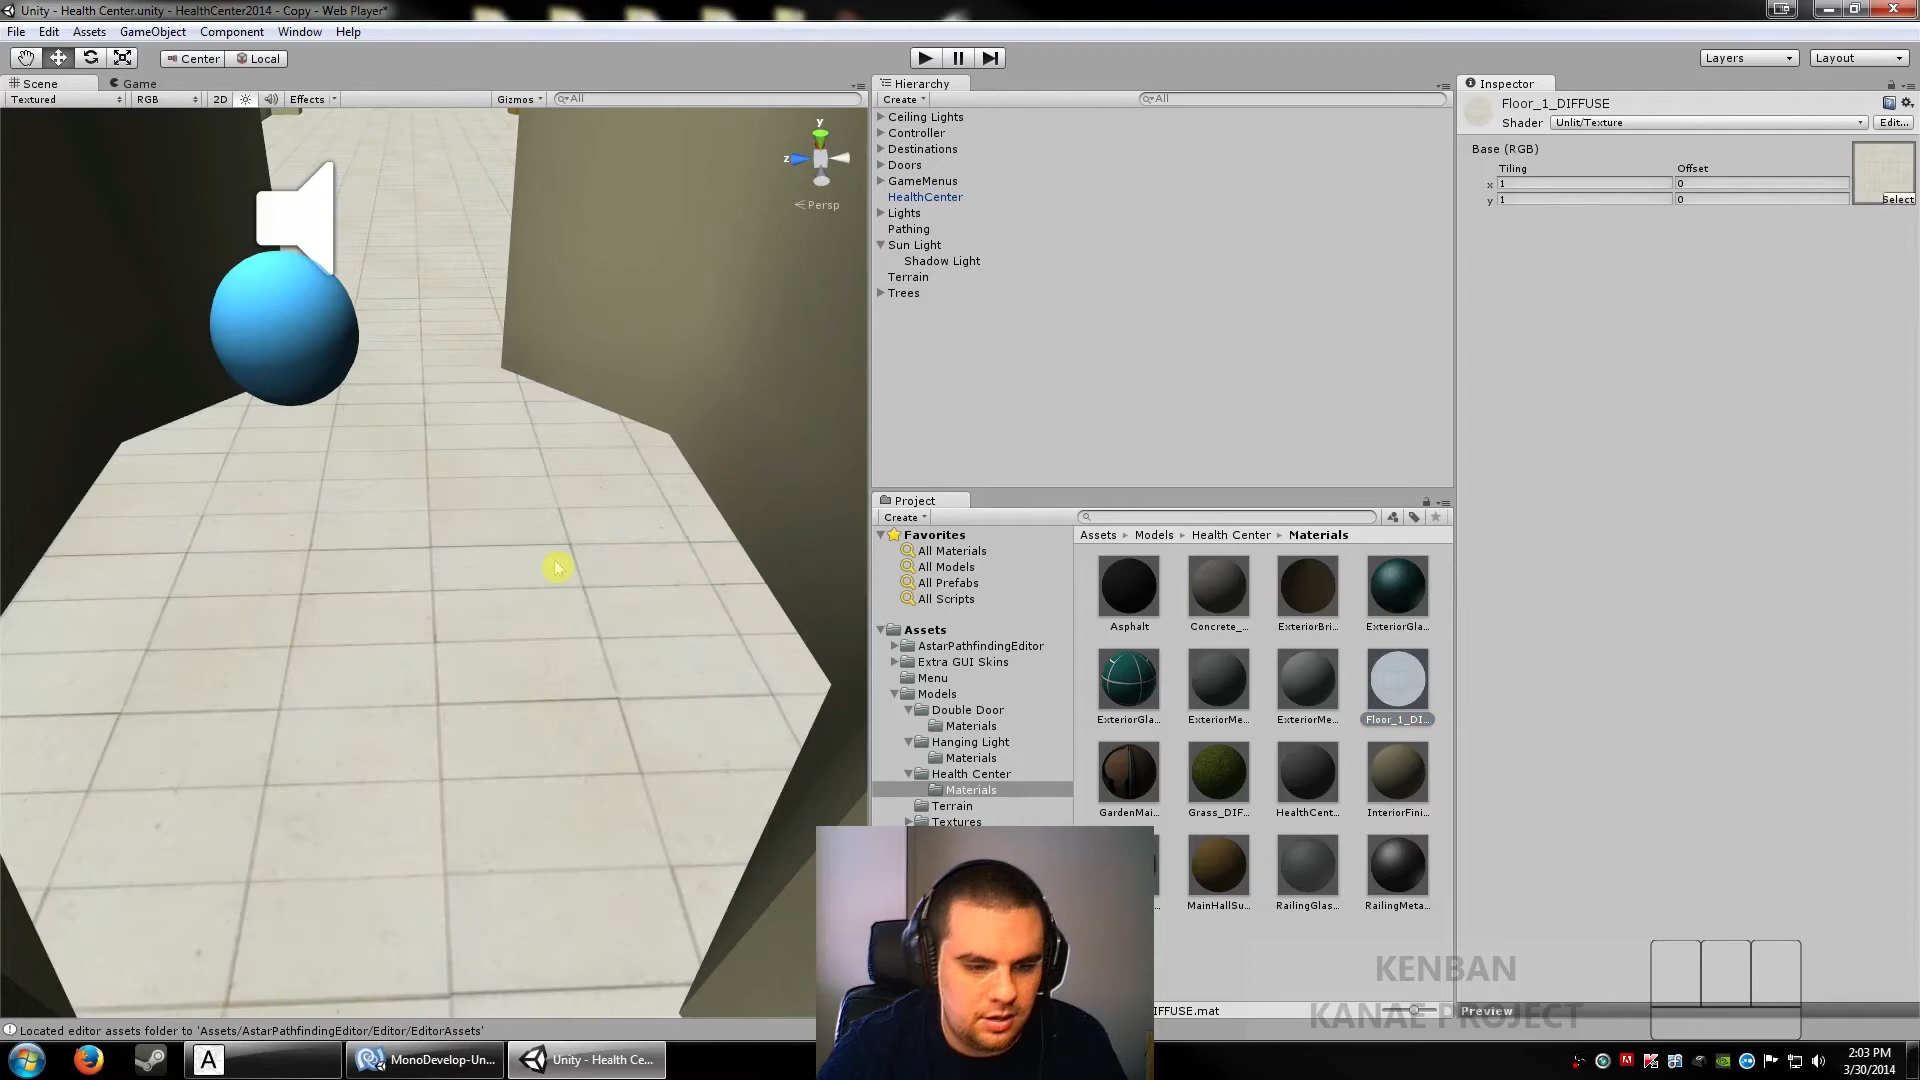 Unity - Health Center.unity - HealthCenter2014 - Copy - Web Player*
File Edit Assets GameObject Component Window Help
Center Local Layers Layout
Scene Game
Textured RGB 2D Effects Gizmos All
y
z
Persp
Hierarchy
Create All
Ceiling Lights
Controller
Destinations
Doors
GameMenus
HealthCenter
Lights
Pathing
Sun Light
Shadow Light
Terrain
Trees
Inspector
Floor_1_DIFFUSE
Shader Unlit/Texture Edit...
Base (RGB)
Tiling Offset
x 1 0
y 1 0
Select
Project
Create
Favorites
All Materials
All Models
All Prefabs
All Scripts
Assets
AstarPathfindingEditor
Extra GUI Skins
Menu
Models
Double Door
Materials
Hanging Light
Materials
Health Center
Materials
Terrain
Textures
Assets Models Health Center Materials
Asphalt Concrete_... ExteriorBri... ExteriorGla...
ExteriorGla... ExteriorMe... ExteriorMe... Floor_1_DI...
GardenMai... Grass_DIF... HealthCent... InteriorFini...
MainHallSu... RailingGlas... RailingMeta...
IFFUSE.mat
Preview
KENBAN
KANAE PROJECT
Located editor assets folder to 'Assets/AstarPathfindingEditor/Editor/EditorAssets'
A
MonoDevelop-Un...
Unity - Health Ce...
2:03 PM
3/30/2014